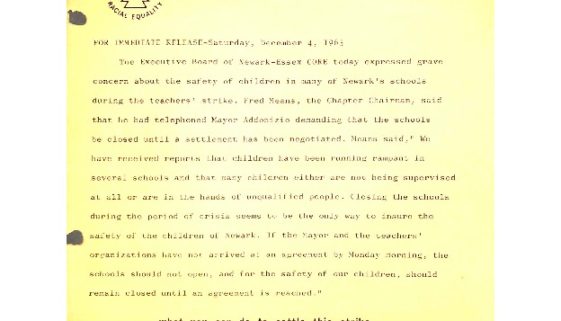 RACIAL EQUALITY
FOR IMMEDIATE RELEASE-Saturday, December 4, 1965
The Executive Board of Newark-Essex CORE today expressed grave
concern about the safety of children in many of Newark's schools
during the teachers' strike. Fred Means, the Chapter Chairman, said
that he had telephoned Mayor Addonizio demanding that the schools
be closed until a settlement has been negotiated. Means said," We
have received reports that children have been running rampant in
several schools and that many children either are not being supervised
at all or are in the hands of unqualified people. Closing the schools
during the period of crisis seems to be the only way to insure the
safety of the children of Newark. If the Mayor and the teachers'
organizations have not arrived at an agreement by Monday morning, the
schools should not open, and for the safety of our children, should
remain closed until an agreement is reached."
what you can do to settle this strike